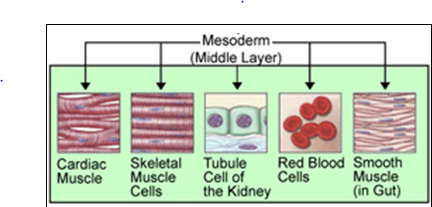 Mesoderm
(Middle Layer)
Cardiac
Muscle
Skeletal
Muscle
Cells
Tubule
Cell of
the Kidney
Red Blood
Cells
Smooth
Muscle
(in Gut)